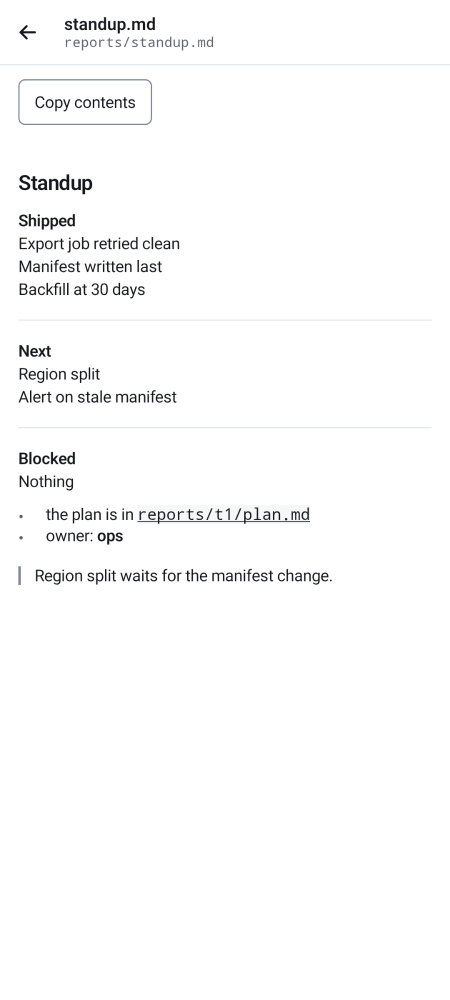 standup.md
reports/standup.md
Copy contents
Standup
Shipped
Export job retried clean
Manifest written last
Backfill at 30 days
Next
Region split
Alert on stale manifest
Blocked
Nothing
• the plan is in reports/t1/plan.md
• owner: ops
Region split waits for the manifest change.